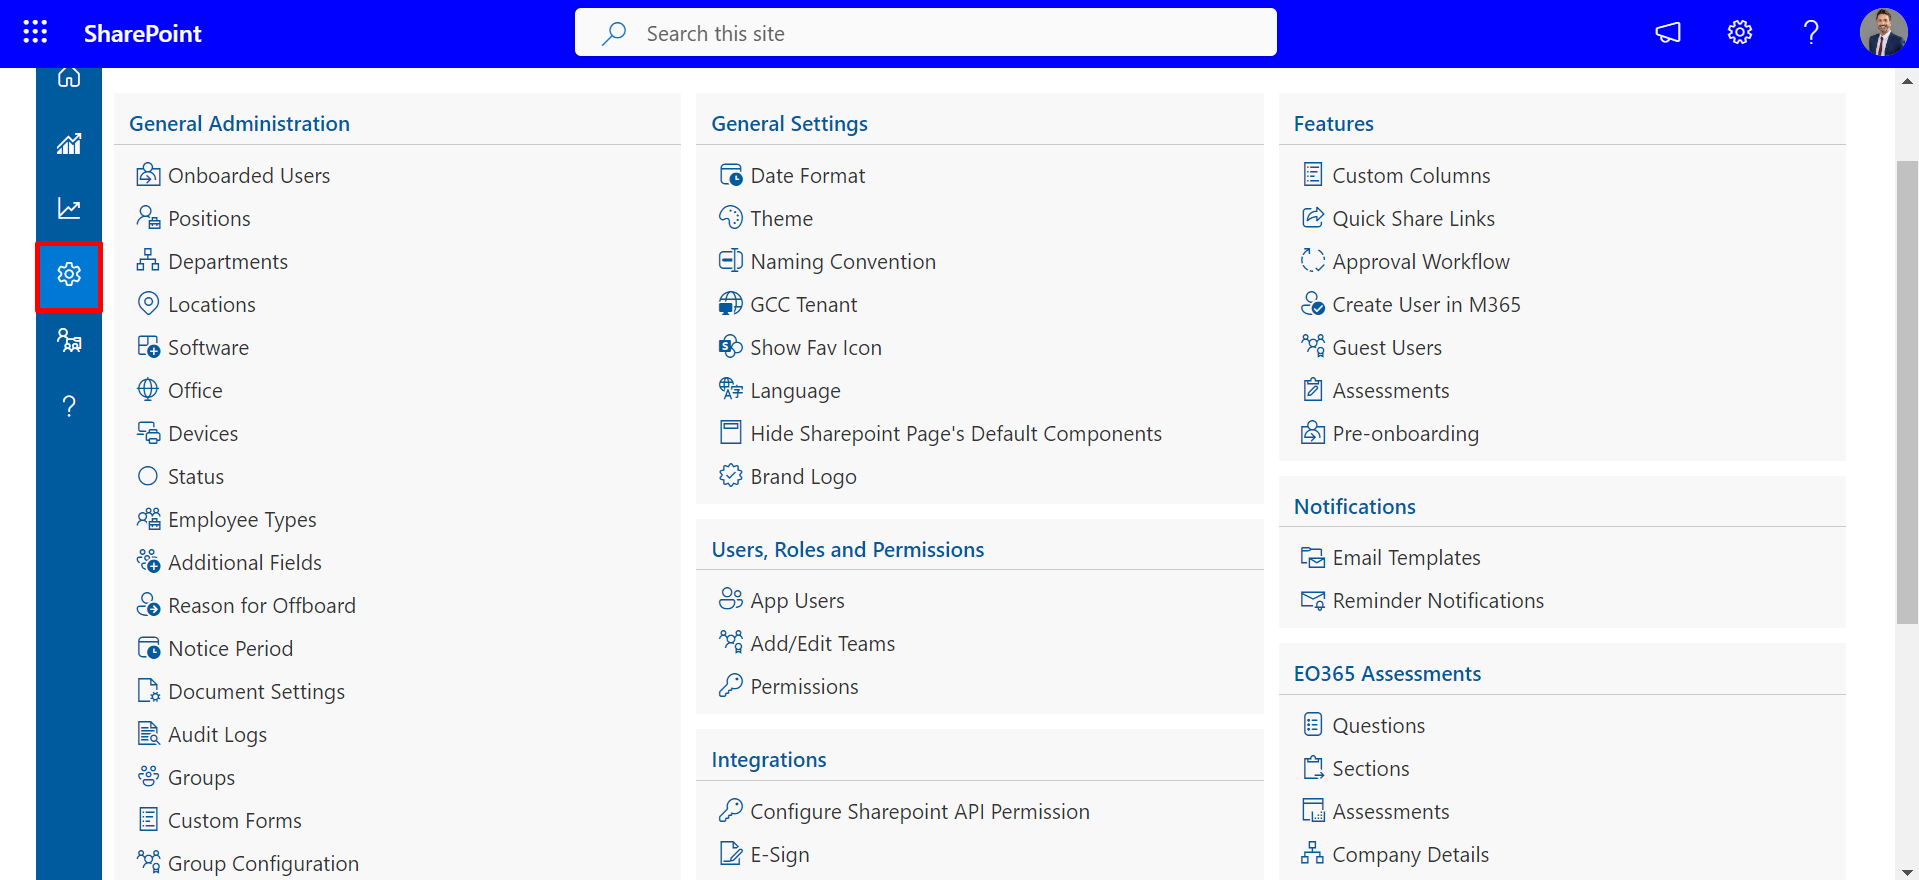 SharePoint
Search this site
General Administration
Onboarded Users
Positions
Departments
Locations
Software
Office
Devices
Status
Employee Types
Additional Fields
Reason for Offboard
Notice Period
Document Settings
Audit Logs
Groups
Custom Forms
Group Configuration
General Settings
Date Format
Theme
Naming Convention
GCC Tenant
Show Fav Icon
Language
Hide Sharepoint Page's Default Components
Brand Logo
Users, Roles and Permissions
App Users
Add/Edit Teams
Permissions
Integrations
Configure Sharepoint API Permission
E-Sign
Features
Custom Columns
Quick Share Links
Approval Workflow
Create User in M365
Guest Users
Assessments
Pre-onboarding
Notifications
Email Templates
Reminder Notifications
EO365 Assessments
Questions
Sections
Assessments
Company Details